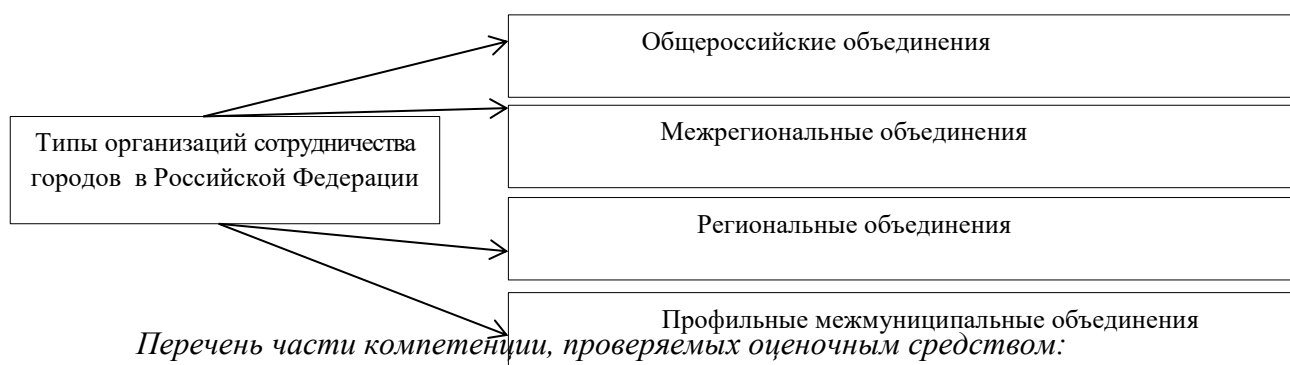 Общероссийские объединения
Межрегиональные объединения
Типы организаций сотрудничества
городов в Российской Федерации
Региональные объединения
Профильные межмуниципальные объединения
Перечень части компетенции, проверяемых оценочным средством: